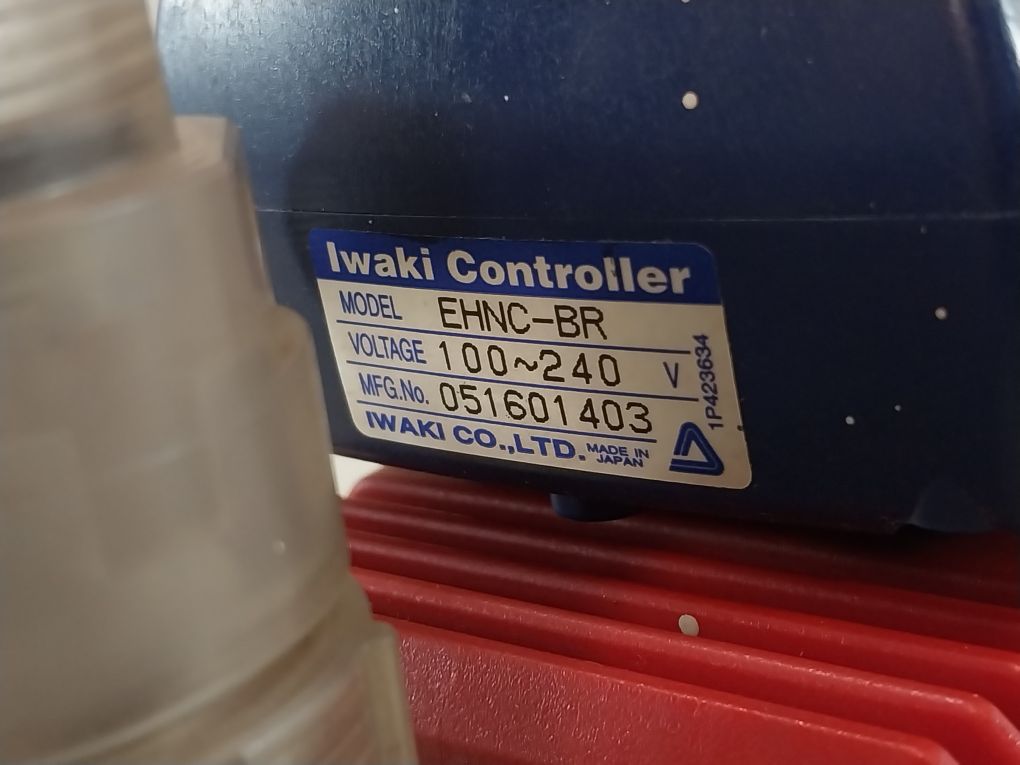 Iwaki Controller
MODEL EHNC-BR
VOLTAGE 100~240 V
MFG.No. 051601403
IWAKI CO.,LTD. MADE IN JAPAN
1P423634